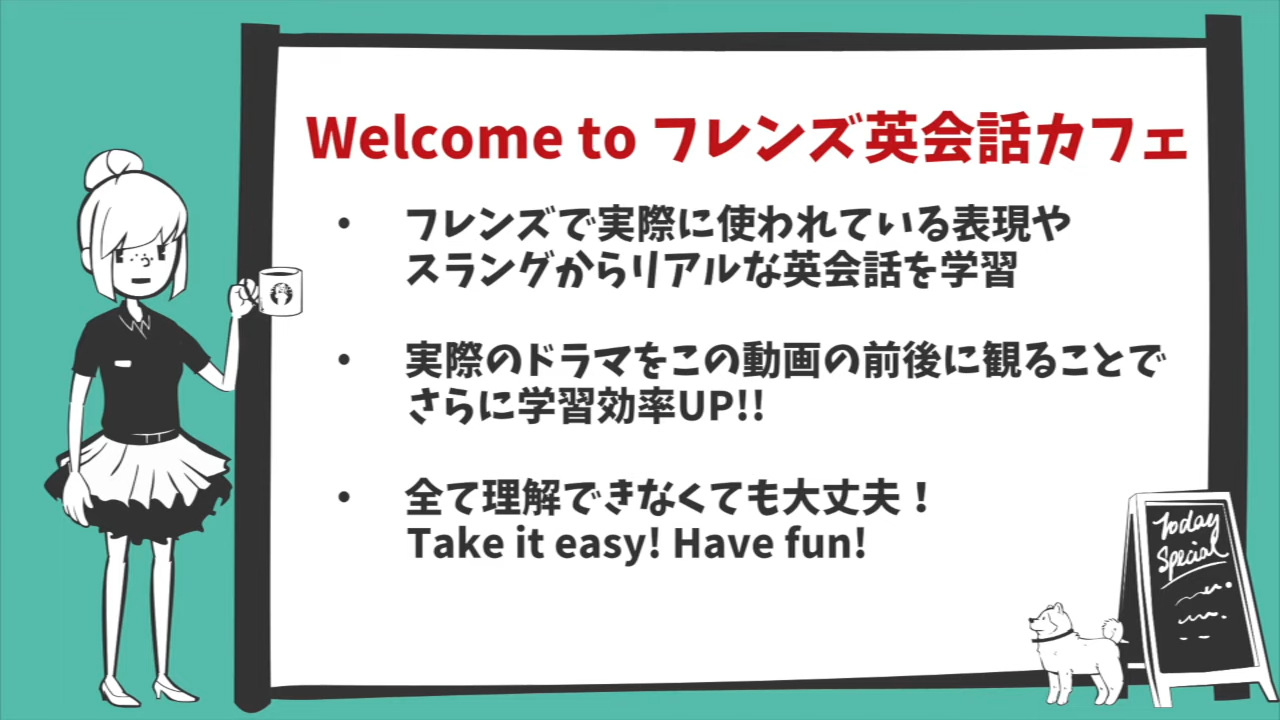 Welcome to フレンズ英会話カフェ
• フレンズで実際に使われている表現や
スラングからリアルな英会話を学習
• 実際のドラマをこの動画の前後に観ることで
さらに学習効率UP!!
• 全て理解できなくても大丈夫！
Take it easy! Have fun!
Today
Special